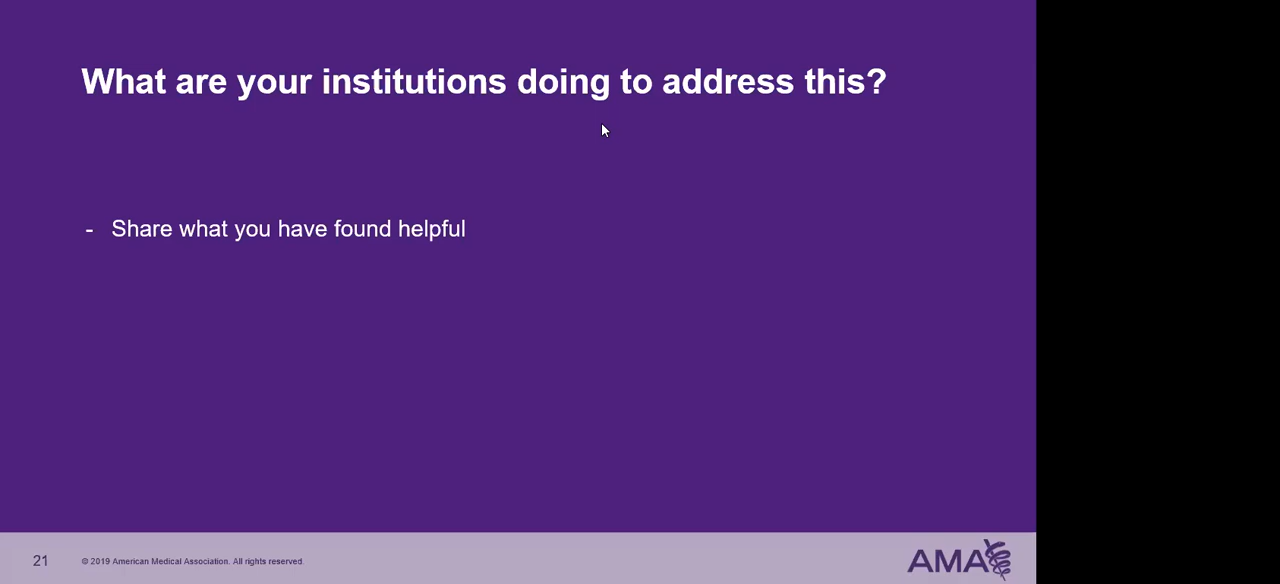 What are your institutions doing to address this?
- Share what you have found helpful
21
© 2019 American Medical Association. All rights reserved.
AMA